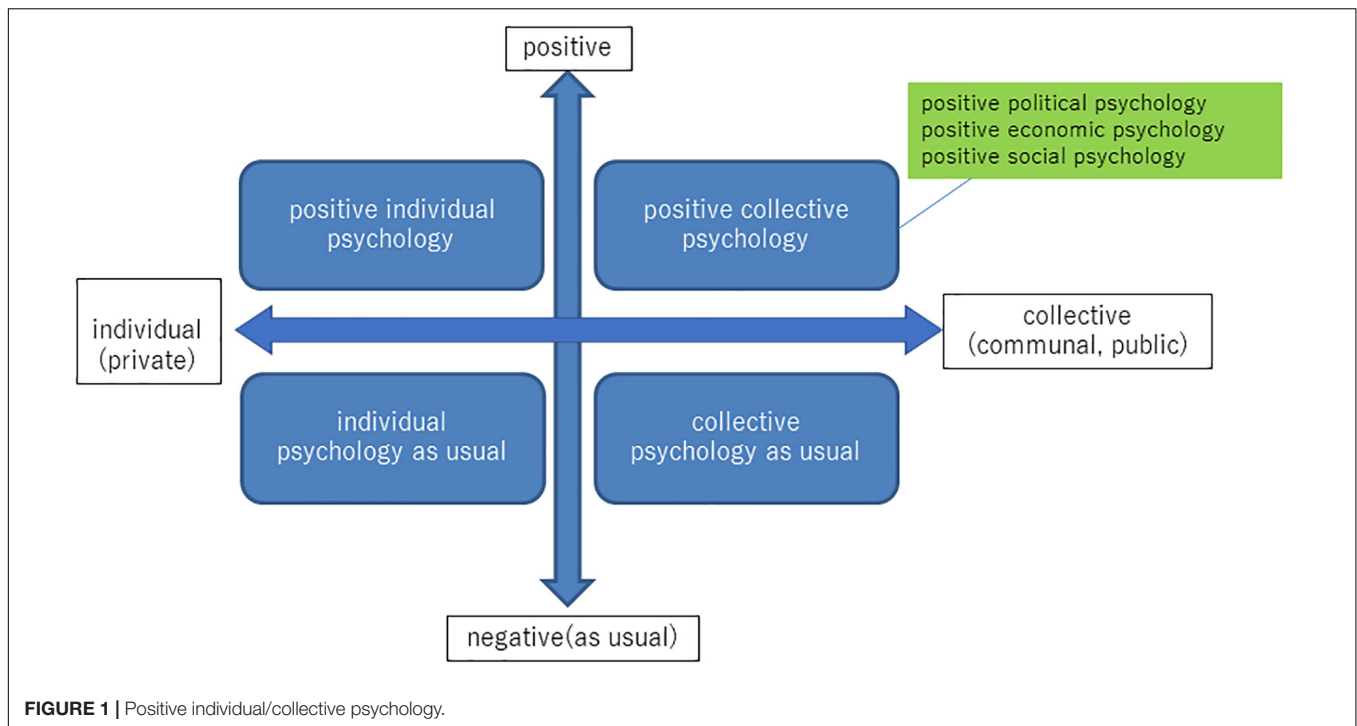 positive
positive political psychology
positive economic psychology
positive social psychology
positive individual
psychology
positive collective
psychology
individual
(private)
collective
(communal, public)
individual
psychology as usual
collective
psychology as usual
negative(as usual)
FIGURE 1 | Positive individual/collective psychology.